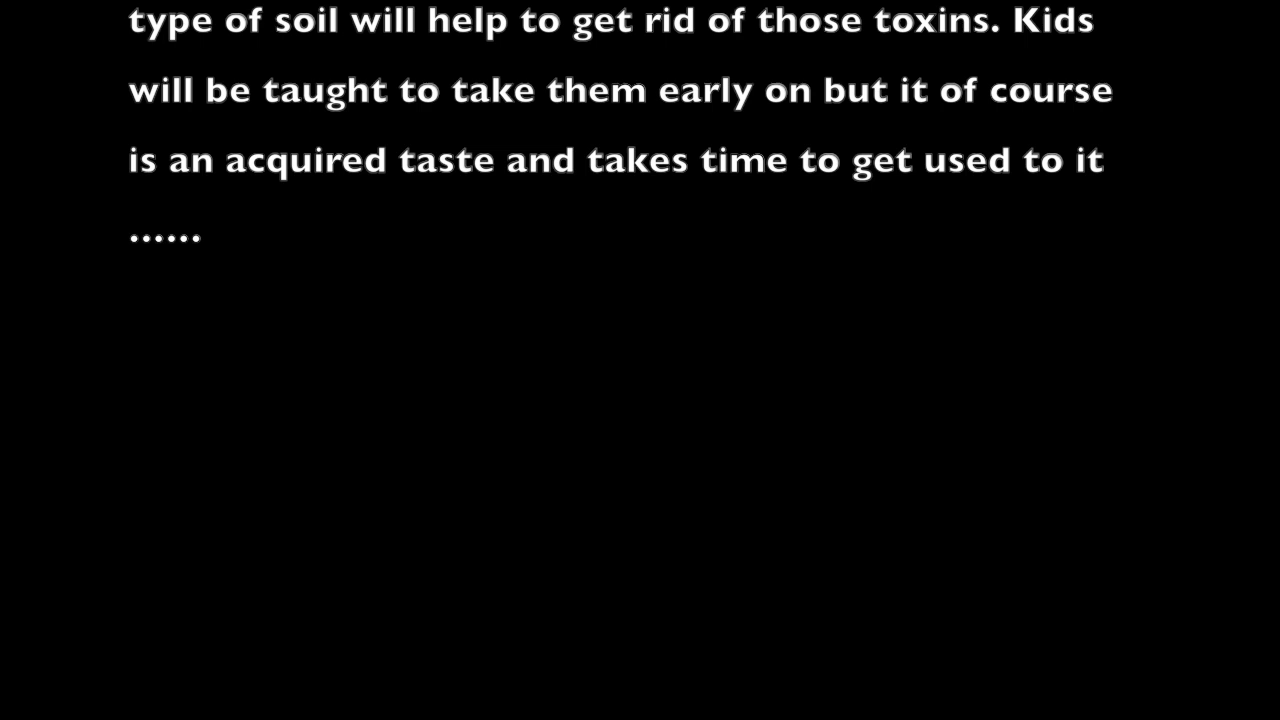 type of soil will help to get rid of those toxins. Kids
will be taught to take them early on but it of course
is an acquired taste and takes time to get used to it
......